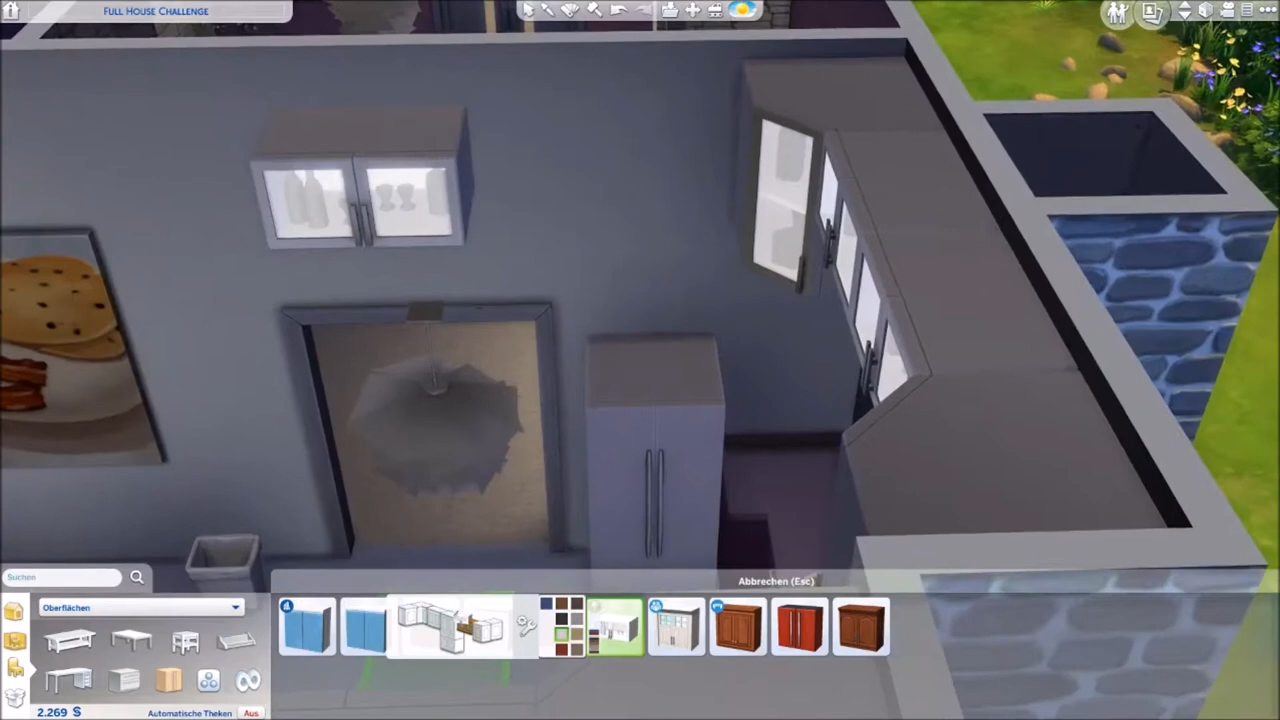 FULL HOUSE CHALLENGE
Suchen
Abbrechen (Esc)
Oberflächen
2.269 $
Automatische Theken Aus